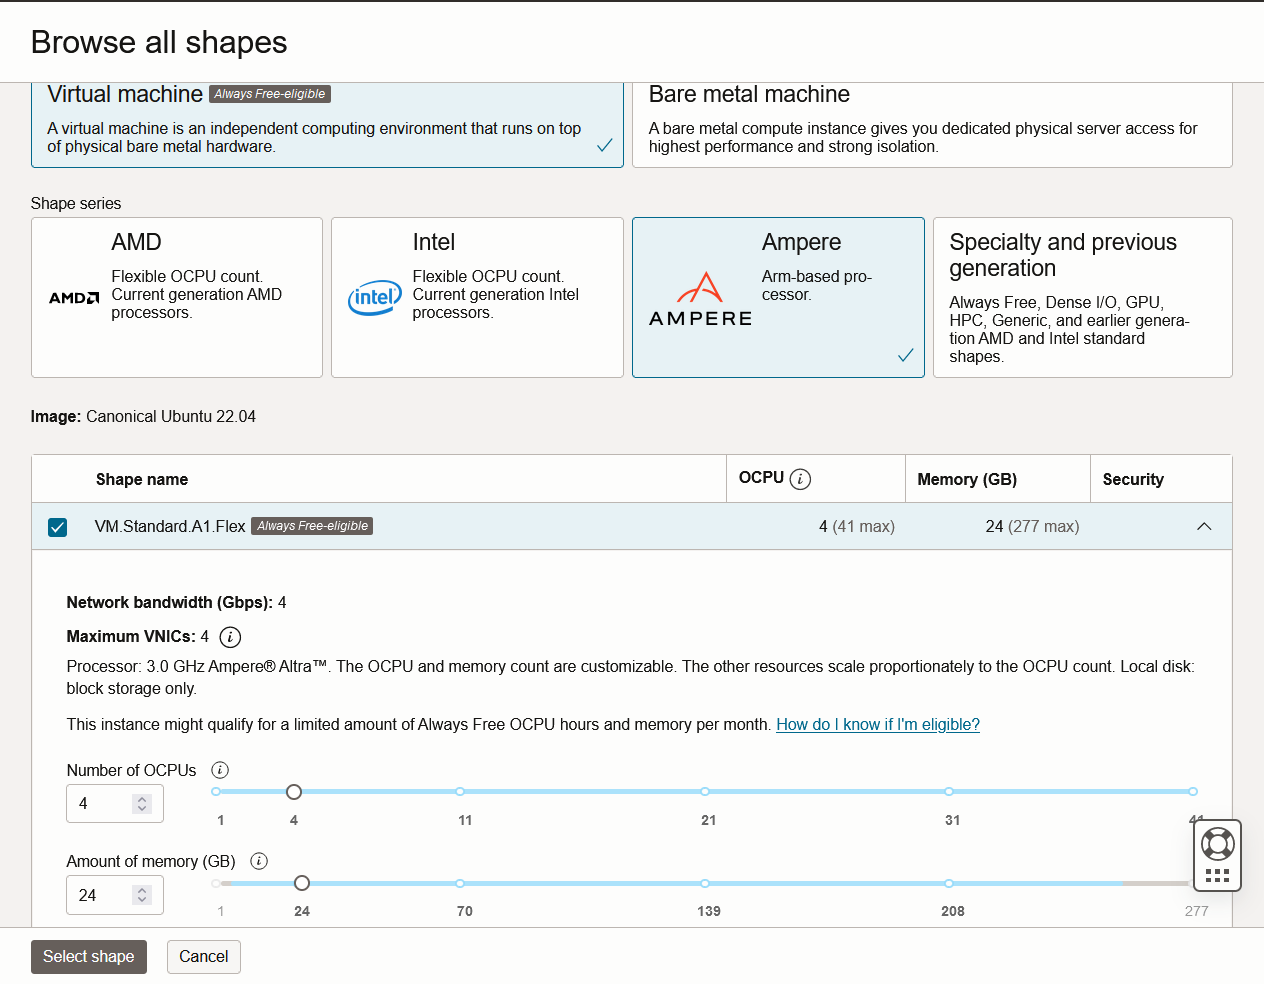 Browse all shapes
Virtual machine Always Free-eligible
A virtual machine is an independent computing environment that runs on top
of physical bare metal hardware.
Bare metal machine
A bare metal compute instance gives you dedicated physical server access for
highest performance and strong isolation.
Shape series
AMD
AMD
Flexible OCPU count.
Current generation AMD
processors.
Intel
intel
Flexible OCPU count.
Current generation Intel
processors.
Ampere
AMPERE
Arm-based pro-
cessor.
Specialty and previous
generation
Always Free, Dense I/O, GPU,
HPC, Generic, and earlier genera-
tion AMD and Intel standard
shapes.
Image: Canonical Ubuntu 22.04
Shape name OCPU i Memory (GB) Security
VM.Standard.A1.Flex Always Free-eligible 4 (41 max) 24 (277 max)
Network bandwidth (Gbps): 4
Maximum VNICs: 4 i
Processor: 3.0 GHz Ampere® Altra™. The OCPU and memory count are customizable. The other resources scale proportionately to the OCPU count. Local disk:
block storage only.
This instance might qualify for a limited amount of Always Free OCPU hours and memory per month. How do I know if I'm eligible?
Number of OCPUs i
4
1 4 11 21 31 41
Amount of memory (GB) i
24
1 24 70 139 208 277
Select shape Cancel